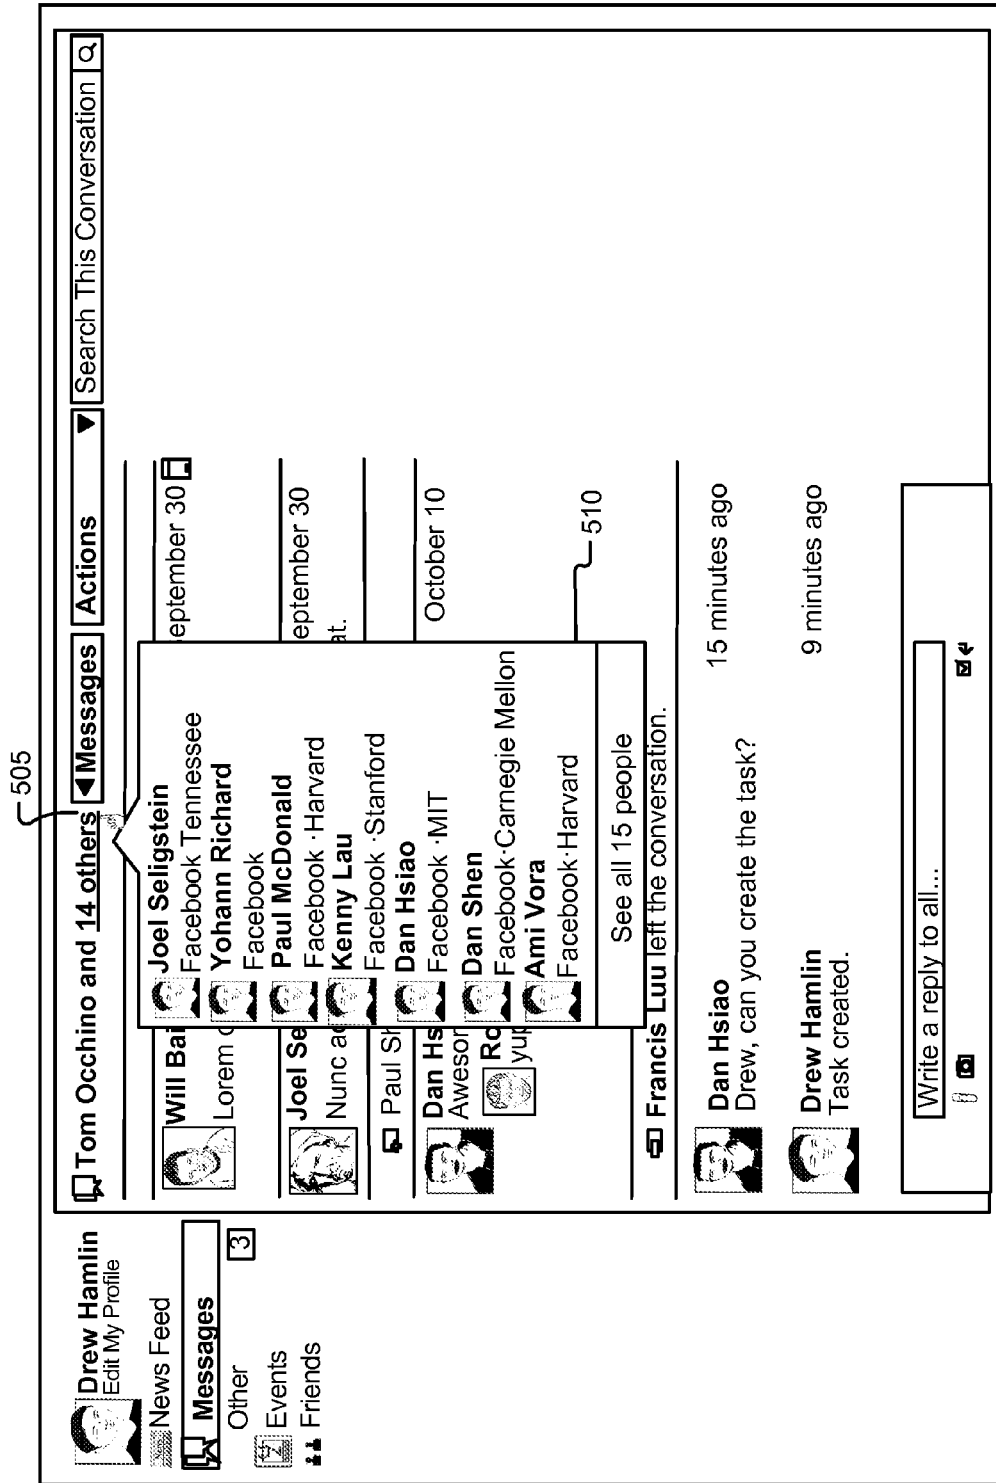 505
Drew Hamlin
Edit My Profile
News Feed
Messages
Other
3
Events
Friends
Tom Occhino and 14 others
Messages
Actions
Search This Conversation
Will Bai
Lorem
eptember 30
Joel Se
Nunc
eptember 30
at.
Paul Sh
Dan Hs
Awesor
October 10
Ro
yup
Joel Seligstein
Facebook Tennessee
Yohann Richard
Facebook
Paul McDonald
Facebook ·Harvard
Kenny Lau
Facebook ·Stanford
Dan Hsiao
Facebook ·MIT
Dan Shen
Facebook·Carnegie Mellon
Ami Vora
Facebook·Harvard
See all 15 people
510
Francis Luu left the conversation.
Dan Hsiao
15 minutes ago
Drew, can you create the task?
Drew Hamlin
9 minutes ago
Task created.
Write a reply to all...